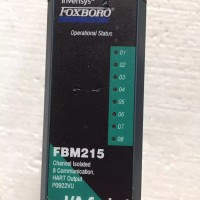 invensys
FOXBORO
Operational Status
01
02
03
04
05
06
07
08
FBM215
Channel Isolated
8 Communication,
HART Output,
P0922VU